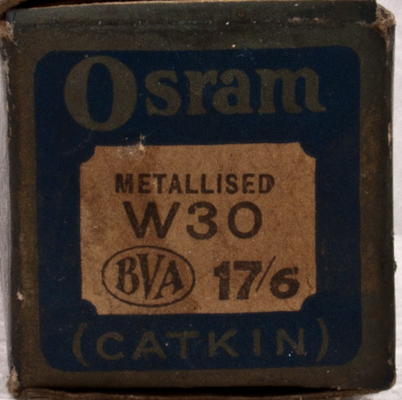 Osram
METALLISED
W30
BVA 17/6
(CATKIN)